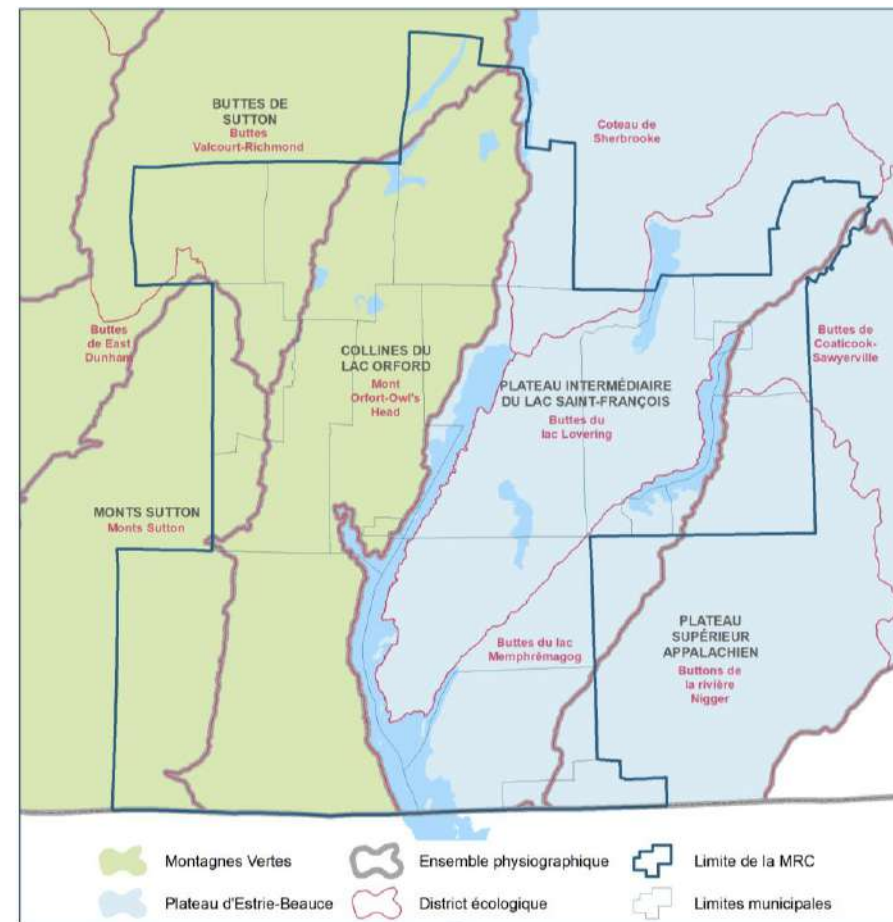 BUTTES DE
SUTTON
Buttes
Valcourt-Richmond
Coteau de
Sherbrooke
Buttes
de East
Dunham
COLLINES DU
LAC ORFORD
Mont
Orfort-Owl's
Head
PLATEAU INTERMÉDIAIRE
DU LAC SAINT-FRANÇOIS
Buttes du
lac Lovering
Buttes de
Coaticook-
Sawyerville
MONTS SUTTON
Monts Sutton
Buttes du lac
Memphrémagog
PLATEAU
SUPÉRIEUR
APPALACHIEN
Buttons de
la rivière
Nigger
Montagnes Vertes
Ensemble physiographique
Limite de la MRC
Plateau d'Estrie-Beauce
District écologique
Limites municipales